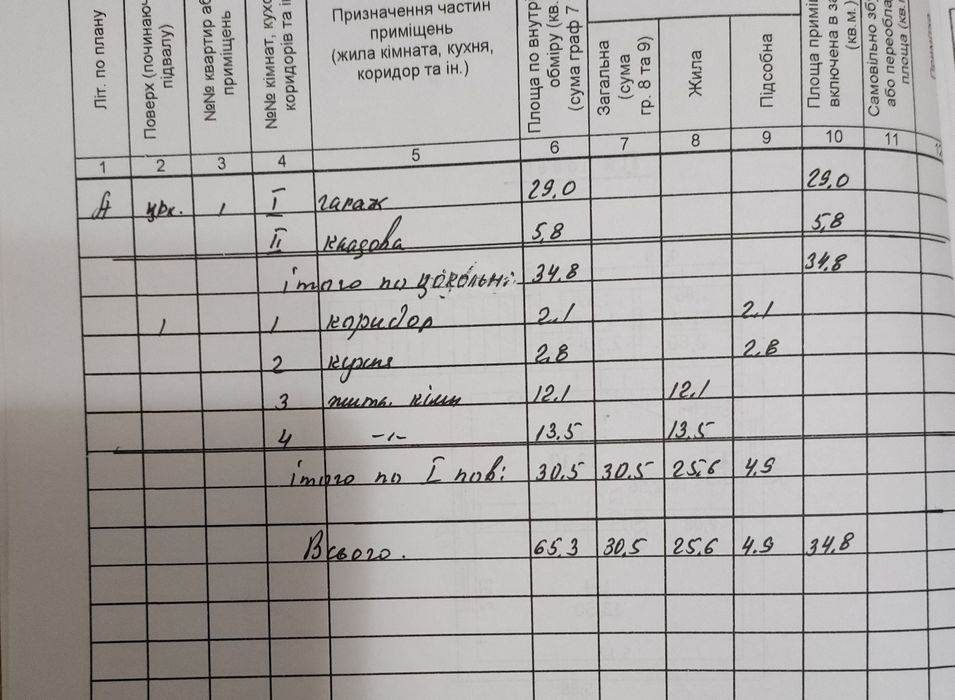 Літ. по плану
Поверх (починаюч
підвалу)
№№ квартир аб
приміщень
№№ кімнат, кухо
коридорів та ін
Призначення частин
приміщень
(жила кімната, кухня,
коридор та ін.)
Площа по внутрі
обміру (кв.
(сума граф 7
Загальна
(сума
гр. 8 та 9)
Жила
Підсобна
Площа примі
включена в за
(кв.м.)
Самовільно збу
або переобла
площа (кв.
1 2 3 4 5 6 7 8 9 10 11
А цок. 1 I гараж 29,0 29,0
II кладова 5,8 5,8
ітого по цокольн: 34,8 34,8
1 1 коридор 2,1 2,1
2 кухня 2,8 2,8
3 житл. кімн 12,1 12,1
4 -"- 13,5 13,5
ітого по I пов: 30,5 30,5 25,6 4,9
Всього. 65,3 30,5 25,6 4,9 34,8